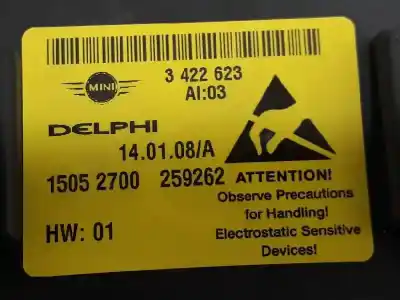 3 422 623
MINI
AI:03
DELPHI
14.01.08/A
1505 2700 259262
ATTENTION!
Observe Precautions
for Handling!
HW: 01
Electrostatic Sensitive
Devices!